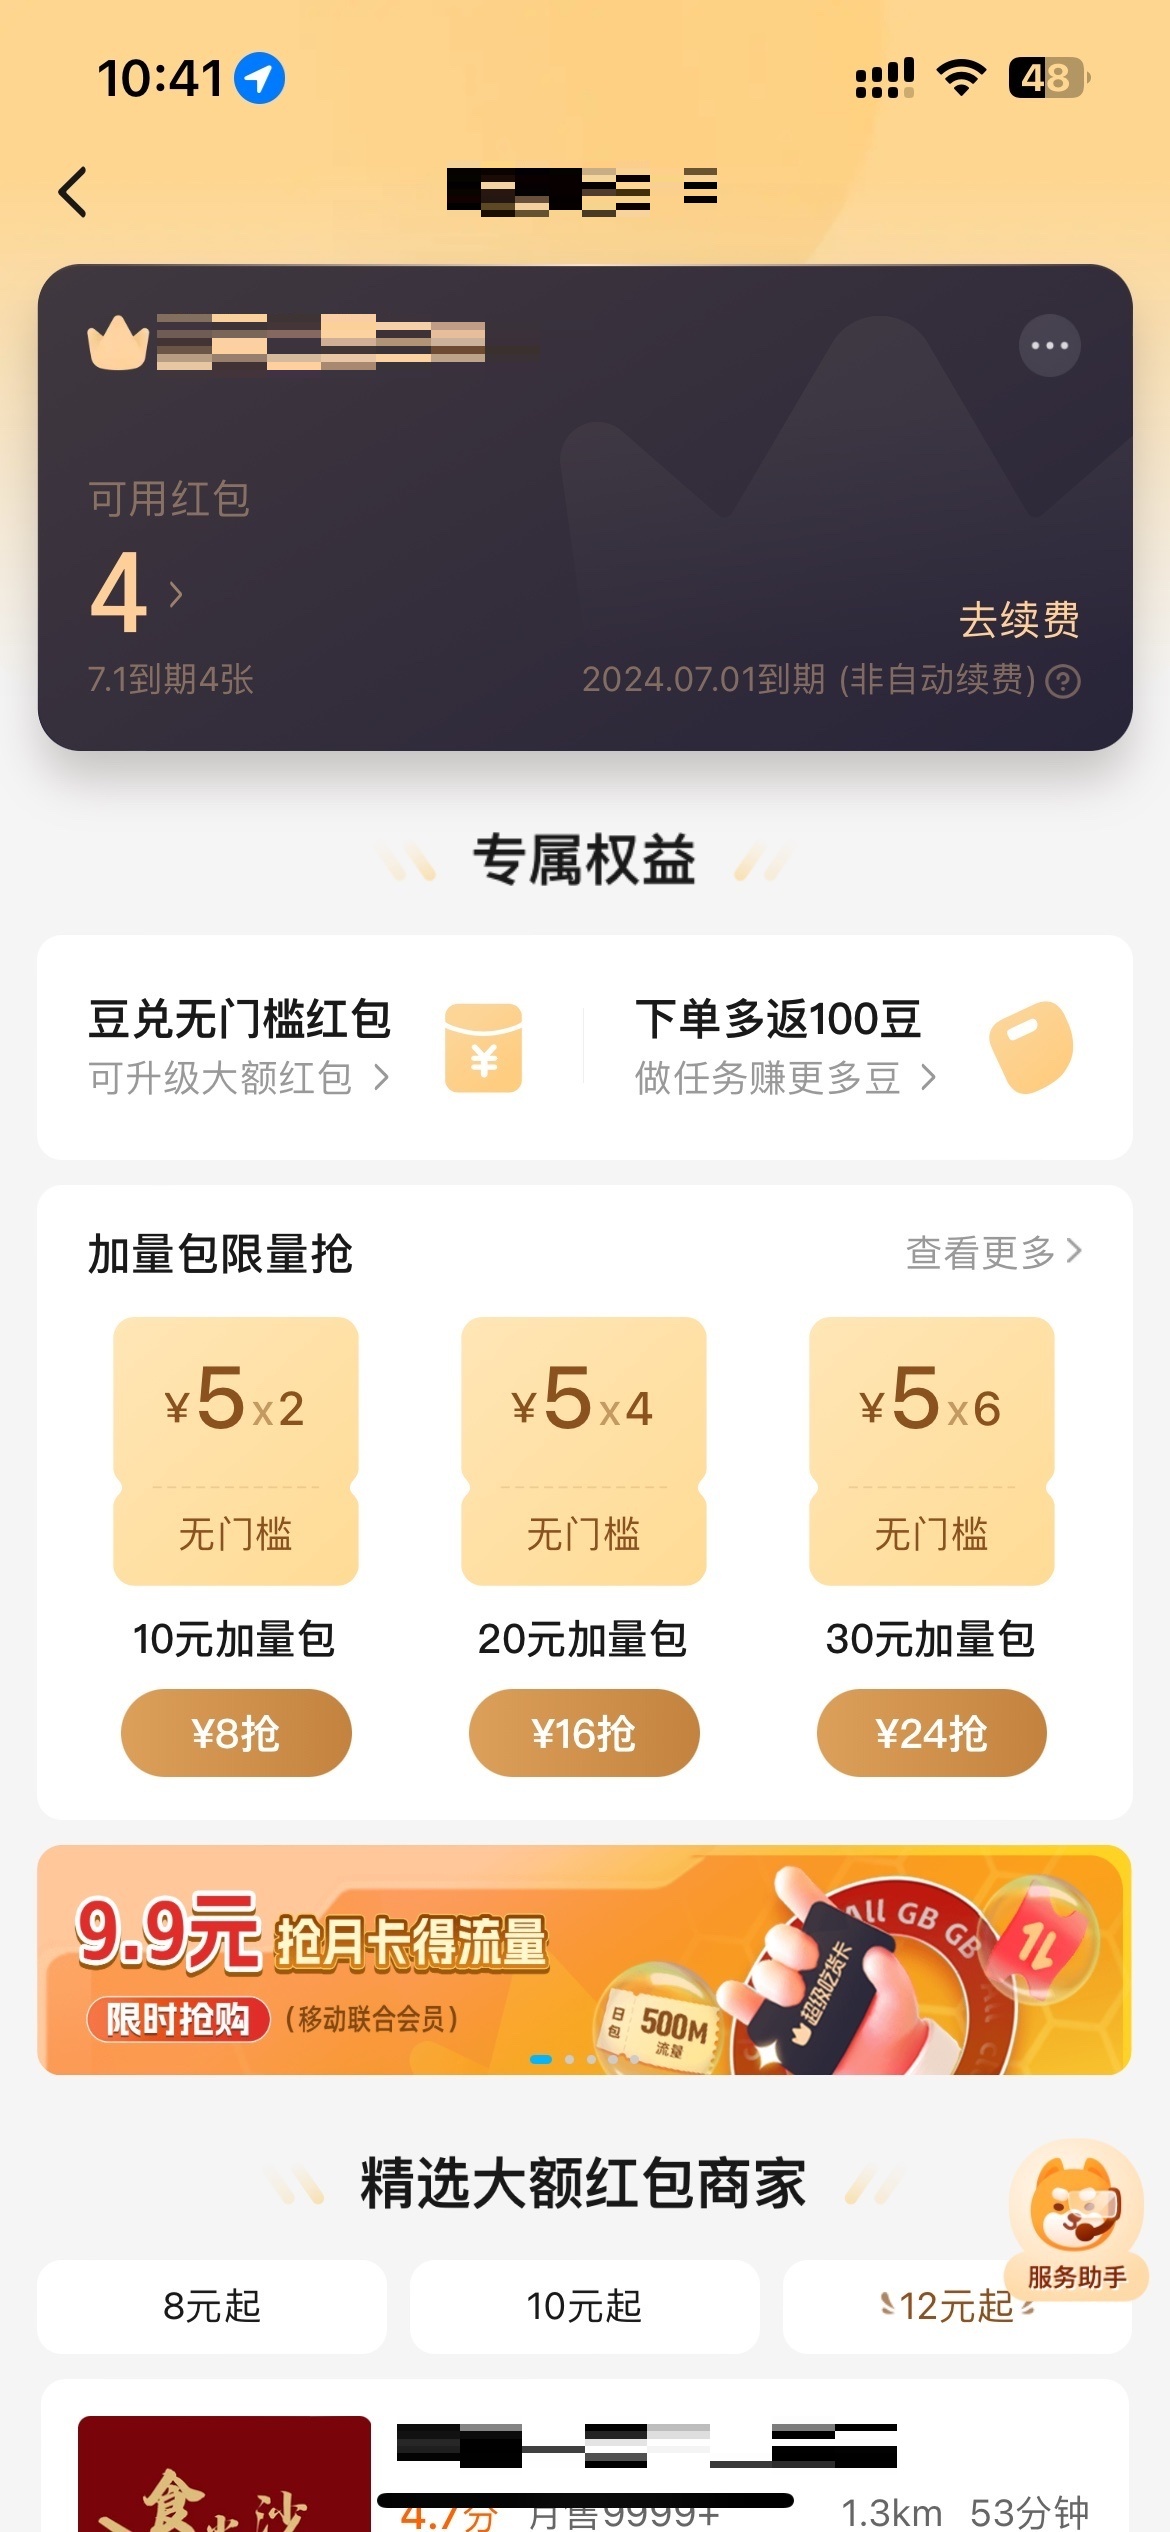 10:41
48
可用红包
4
去续费
7.1到期4张
2024.07.01到期 (非自动续费)
专属权益
豆兑无门槛红包
可升级大额红包
下单多返100豆
做任务赚更多豆
加量包限量抢
查看更多
¥5x2
无门槛
10元加量包
¥8抢
¥5x4
无门槛
20元加量包
¥16抢
¥5x6
无门槛
30元加量包
¥24抢
9.9元 抢月卡得流量
限时抢购 (移动联合会员)
日包 500M 流量
超级吃货卡
All GB GB
精选大额红包商家
服务助手
8元起
10元起
12元起
4.7分 月售9999+ 1.3km 53分钟